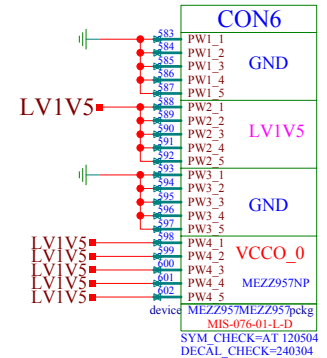 CON6
583 PW1_1
584 PW1_2
585 PW1_3 GND
586 PW1_4
587 PW1_5
LV1V5 588 PW2_1
589 PW2_2
590 PW2_3 LV1V5
591 PW2_4
592 PW2_5
593 PW3_1
594 PW3_2
595 PW3_3 GND
596 PW3_4
597 PW3_5
LV1V5 598 PW4_1
LV1V5 599 PW4_2 VCCO_0
LV1V5 600 PW4_3
LV1V5 601 PW4_4 MEZZ957NP
LV1V5 602 PW4_5
device MEZZ957MEZZ957pckg
MIS-076-01-L-D
SYM_CHECK=AT 120504
DECAL_CHECK=240304